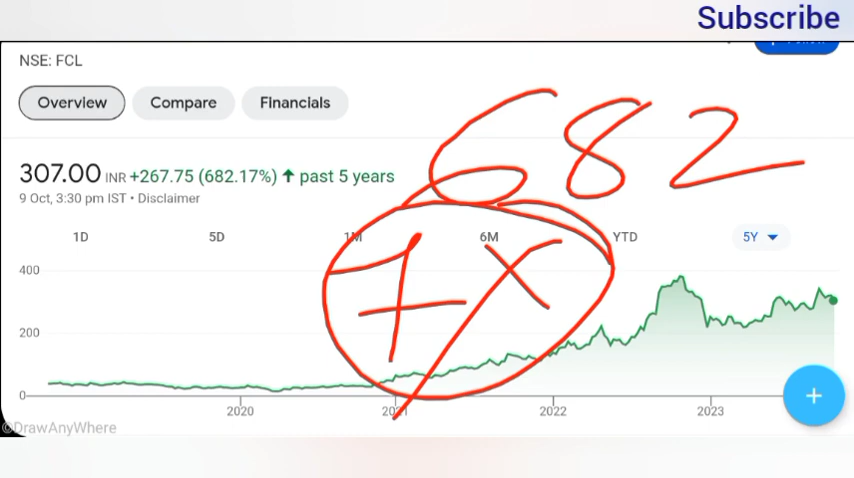 Subscribe
NSE: FCL
Overview Compare Financials
682
307.00 INR +267.75 (682.17%) ↑ past 5 years
9 Oct, 3:30 pm IST • Disclaimer
1D 5D 1M 6M YTD 5Y
7X
400
200
0
2020 2021 2022 2023
+
©DrawAnyWhere